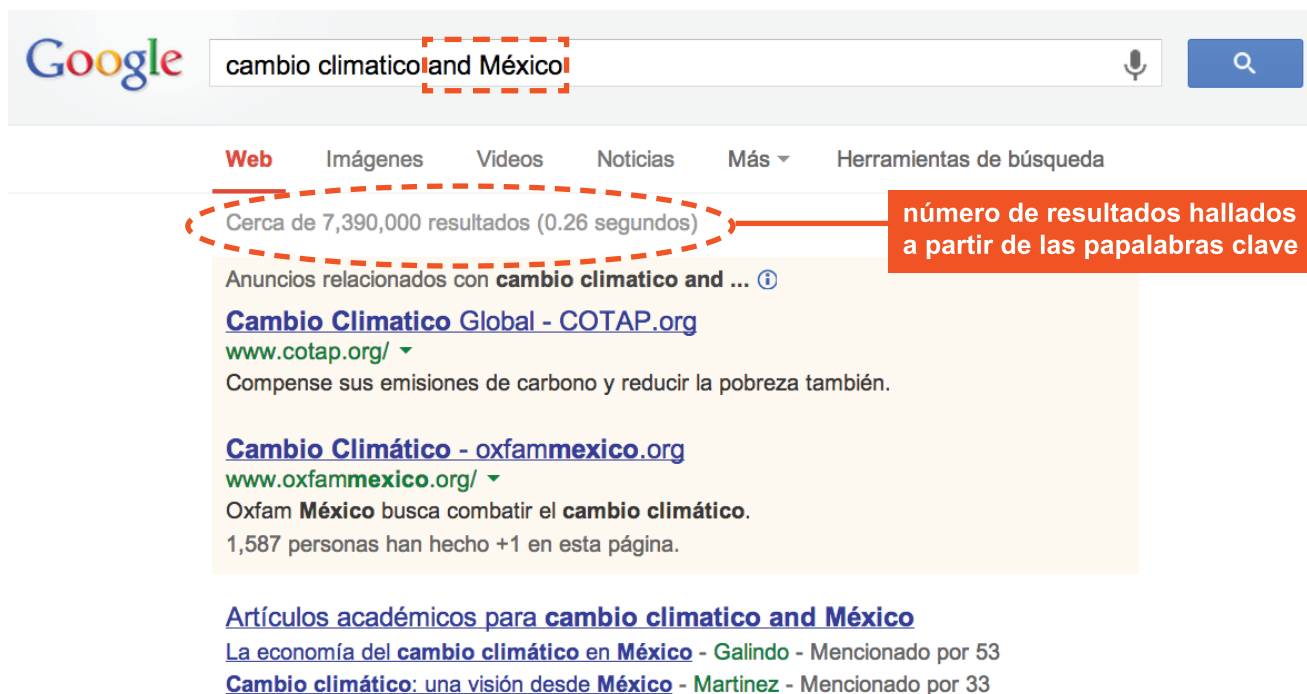 Google cambio climatico and México
Web Imágenes Videos Noticias Más Herramientas de búsqueda
Cerca de 7,390,000 resultados (0.26 segundos)
número de resultados hallados
a partir de las papalabras clave
Anuncios relacionados con cambio climatico and ...
Cambio Climatico Global - COTAP.org
www.cotap.org/
Compense sus emisiones de carbono y reducir la pobreza también.
Cambio Climático - oxfammexico.org
www.oxfammexico.org/
Oxfam México busca combatir el cambio climático.
1,587 personas han hecho +1 en esta página.
Artículos académicos para cambio climatico and México
La economía del cambio climático en México - Galindo - Mencionado por 53
Cambio climático: una visión desde México - Martinez - Mencionado por 33